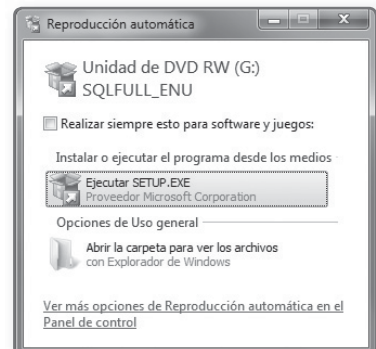 Reproducción automática
Unidad de DVD RW (G:)
SQLFULL_ENU
Realizar siempre esto para software y juegos:
Instalar o ejecutar el programa desde los medios
Ejecutar SETUP.EXE
Proveedor Microsoft Corporation
Opciones de Uso general
Abrir la carpeta para ver los archivos
con Explorador de Windows
Ver más opciones de Reproducción automática en el
Panel de control